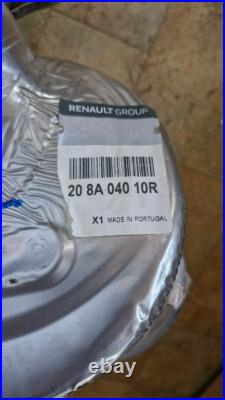 RENAULT GROUP
20 8A 040 10R
X1 MADE IN PORTUGAL